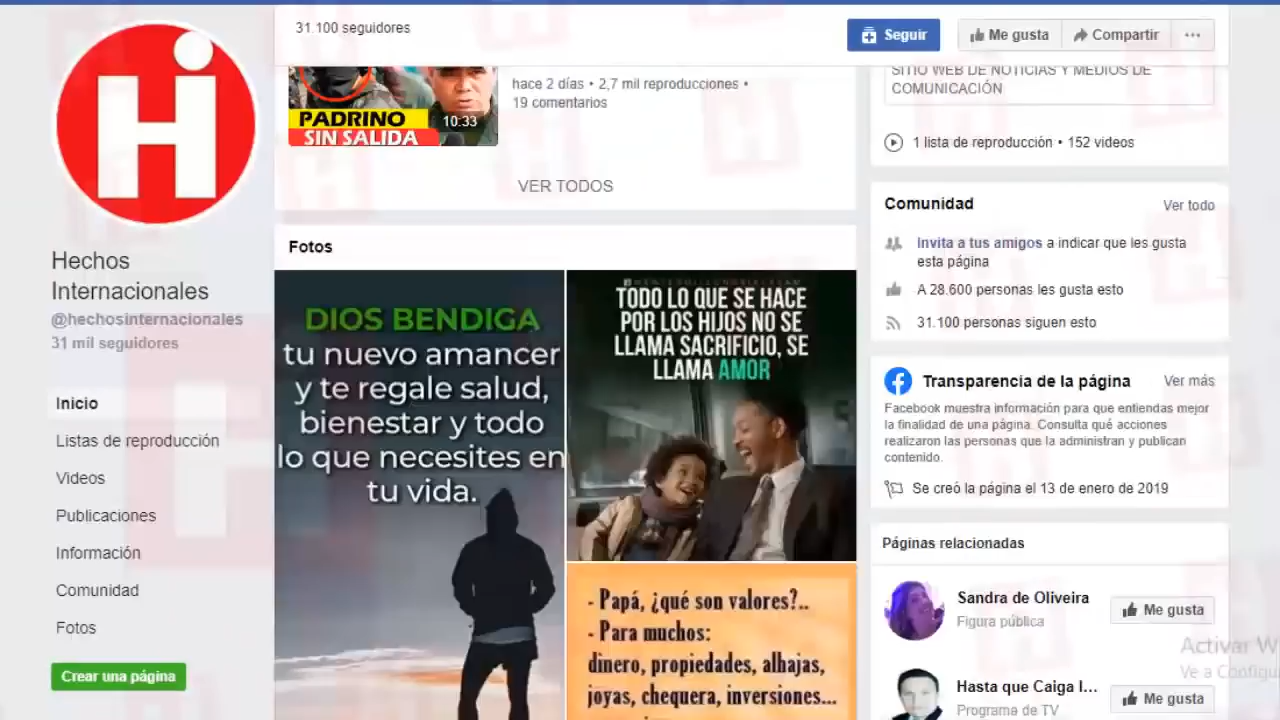 31.100 seguidores
Seguir
Me gusta
Compartir
hace 2 días • 2,7 mil reproducciones •
19 comentarios
PADRINO
SIN SALIDA
10:33
VER TODOS
SITIO WEB DE NOTICIAS Y MEDIOS DE
COMUNICACIÓN
1 lista de reproducción • 152 videos
Hi
Hechos
Internacionales
@hechosinternacionales
31 mil seguidores
Inicio
Listas de reproducción
Videos
Publicaciones
Información
Comunidad
Fotos
Crear una página
Fotos
DIOS BENDIGA
tu nuevo amancer
y te regale salud,
bienestar y todo
lo que necesites en
tu vida.
TODO LO QUE SE HACE
POR LOS HIJOS NO SE
LLAMA SACRIFICIO, SE
LLAMA AMOR
- Papá, ¿qué son valores?..
- Para muchos:
dinero, propiedades, alhajas,
joyas, chequera, inversiones...
Comunidad
Ver todo
Invita a tus amigos a indicar que les gusta
esta página
A 28.600 personas les gusta esto
31.100 personas siguen esto
Transparencia de la página
Ver más
Facebook muestra información para que entiendas mejor
la finalidad de una página. Consulta qué acciones
realizaron las personas que la administran y publican
contenido.
Se creó la página el 13 de enero de 2019
Páginas relacionadas
Sandra de Oliveira
Figura pública
Me gusta
Hasta que Caiga l...
Programa de TV
Me gusta
Activar W
Ve a Configu